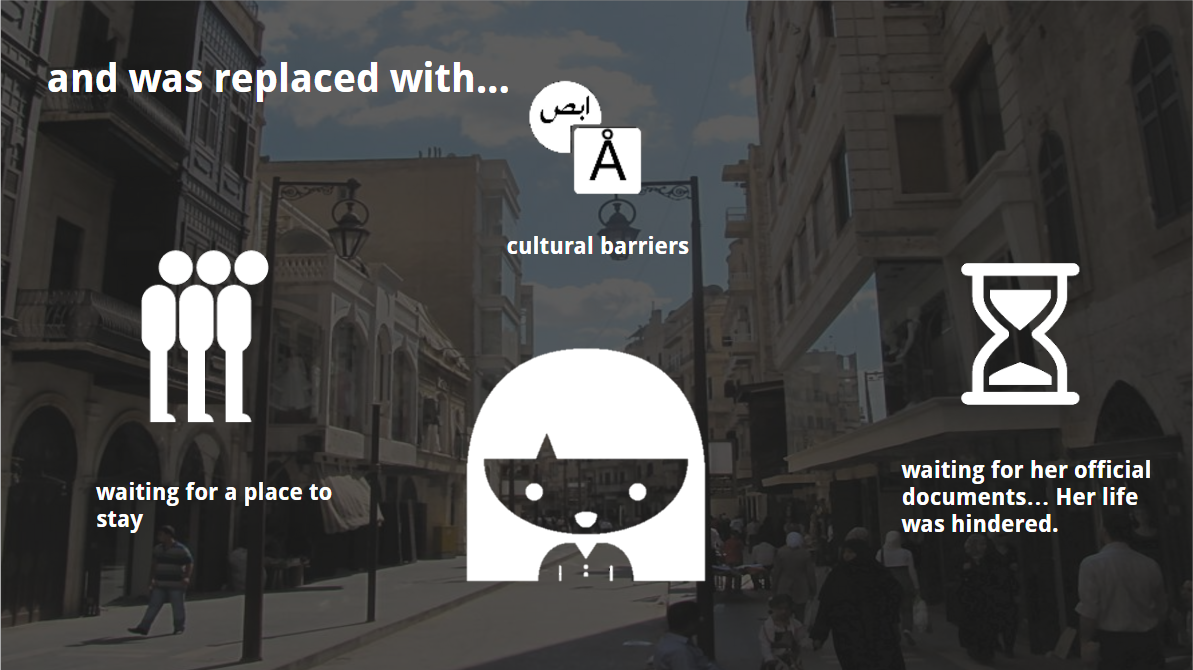 and was replaced with...
ابص
Å
cultural barriers
waiting for a place to
stay
waiting for her official
documents... Her life
was hindered.